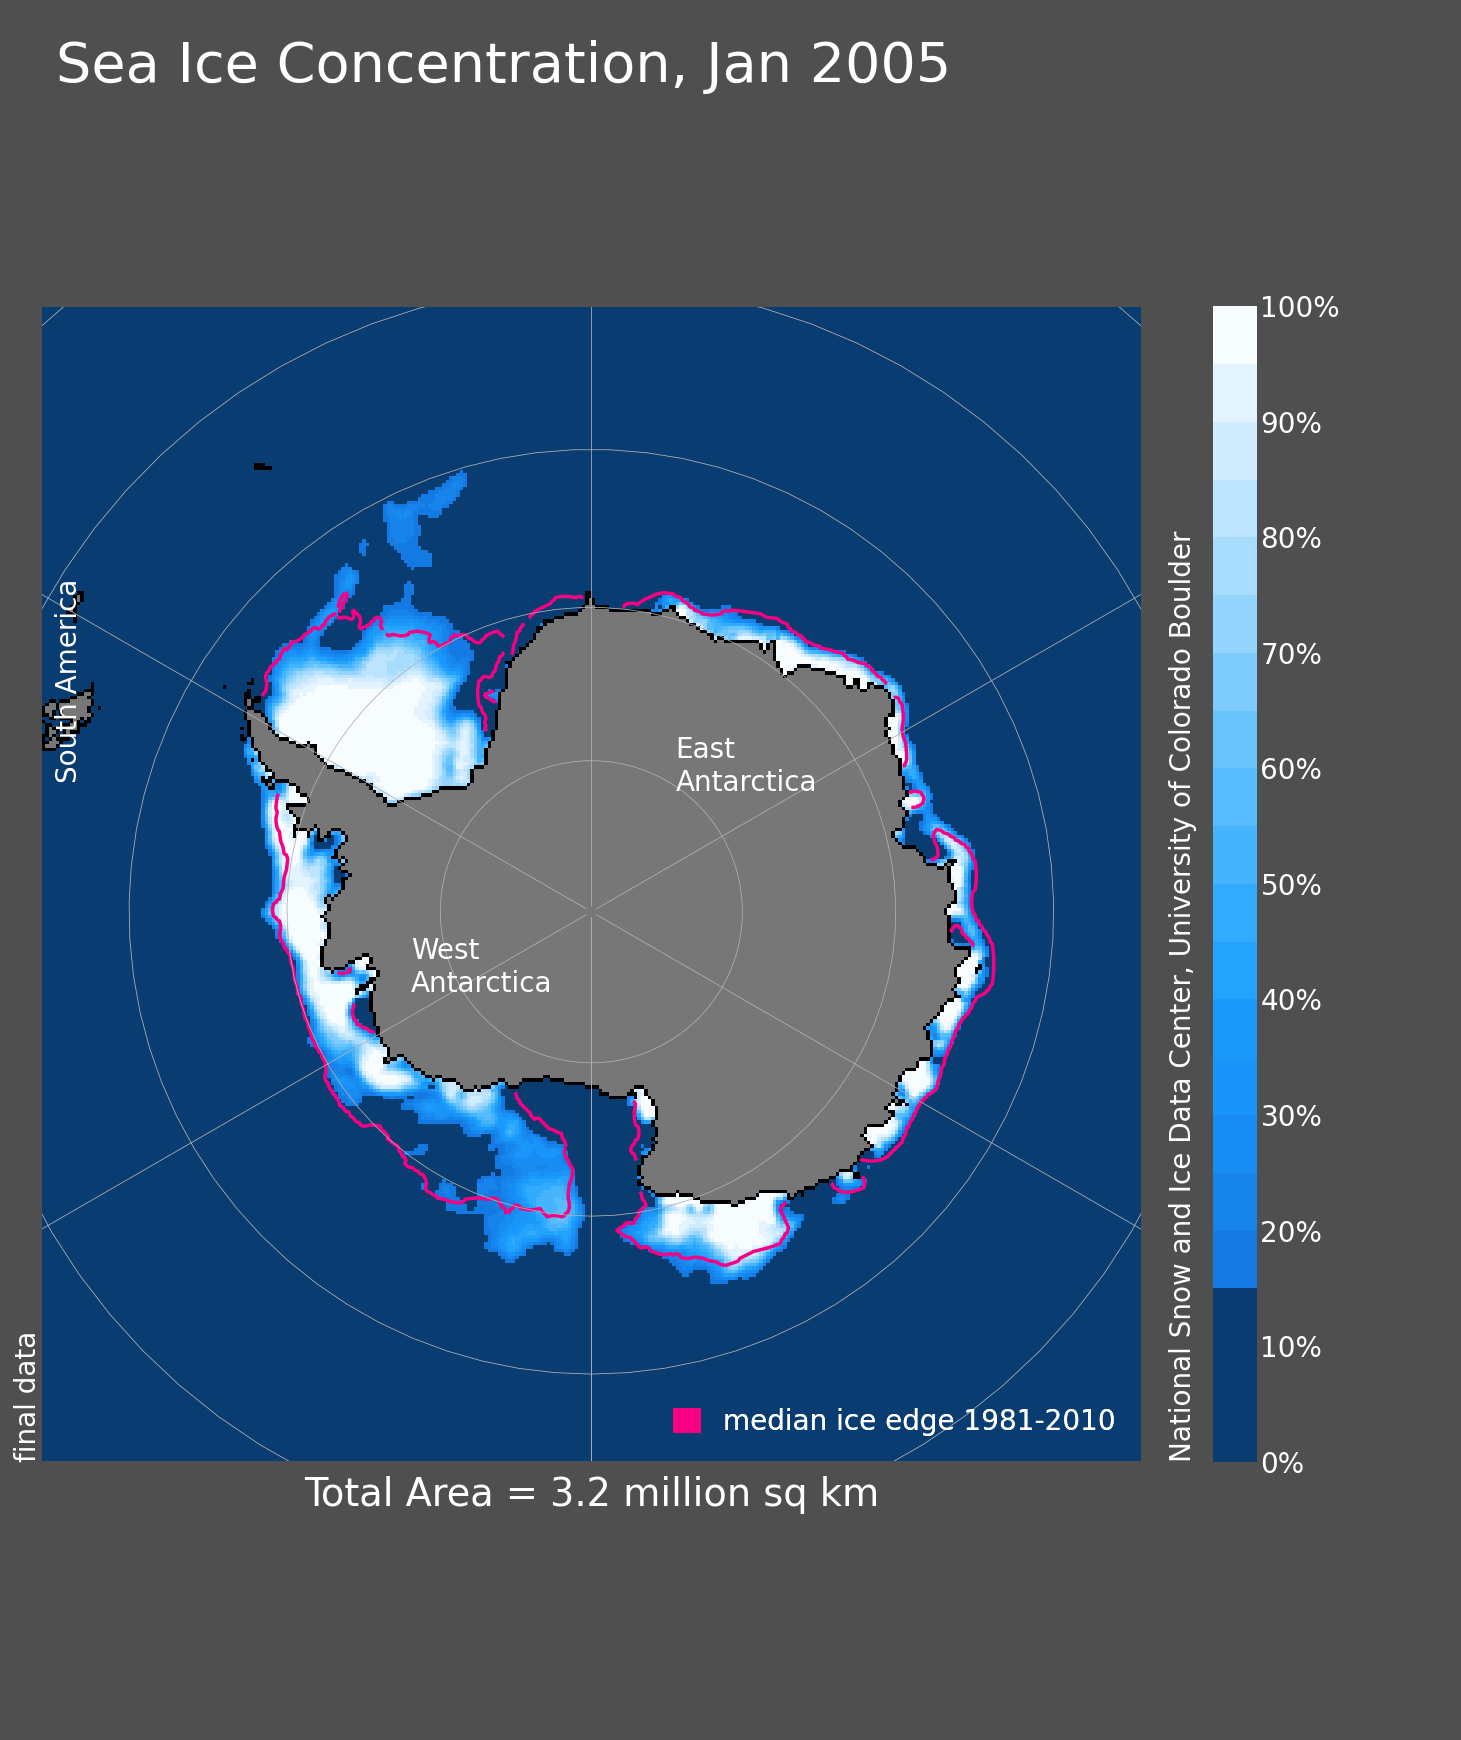 Sea Ice Concentration, Jan 2005
South America
East
Antarctica
West
Antarctica
median ice edge 1981-2010
final data
Total Area = 3.2 million sq km
National Snow and Ice Data Center, University of Colorado Boulder
100%
90%
80%
70%
60%
50%
40%
30%
20%
10%
0%